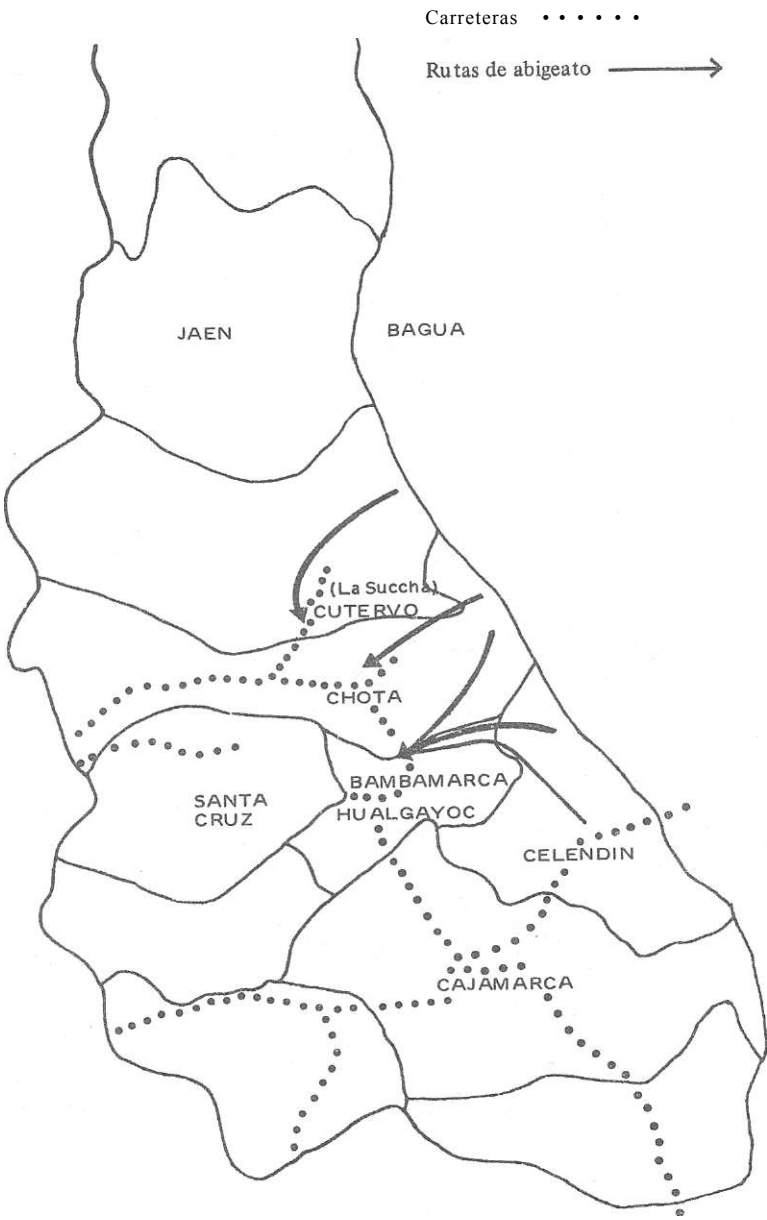 Carreteras
Rutas de abigeato
JAEN
BAGUA
(La Succha)
CUTERVO
CHOTA
BAMBAMARCA
SANTA
CRUZ
HUALGAYOC
CELENDIN
CAJAMARCA